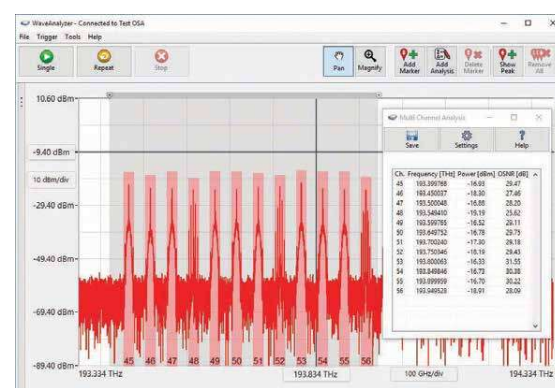 WaveAnalyzer - Connected to Test OSA
File Trigger Tools Help
Single Repeat Stop Pan Magnify Add Marker Add Analysis Delete Marker Show Peak Remove All
10.60 dBm
-9.40 dBm
10 dBm/div
-29.40 dBm
-49.40 dBm
-69.40 dBm
-89.40 dBm
45 46 47 48 49 50 51 52 53 54 55 56
193.334 THz 193.834 THz 100 GHz/div 194.334 THz
Multi-Channel Analysis
Save Settings Help
Ch. Frequency [THz] Power [dBm] OSNR [dB]
45 193.399768 -16.93 29.47
46 193.450037 -18.30 27.46
47 193.500048 -16.88 28.20
48 193.549410 -19.19 25.62
49 193.599765 -16.52 29.11
50 193.649752 -16.78 29.75
51 193.700240 -17.30 29.18
52 193.750346 -16.19 29.43
53 193.800063 -16.33 31.55
54 193.849846 -16.73 30.38
55 193.899959 -16.70 30.22
56 193.949528 -18.91 28.09